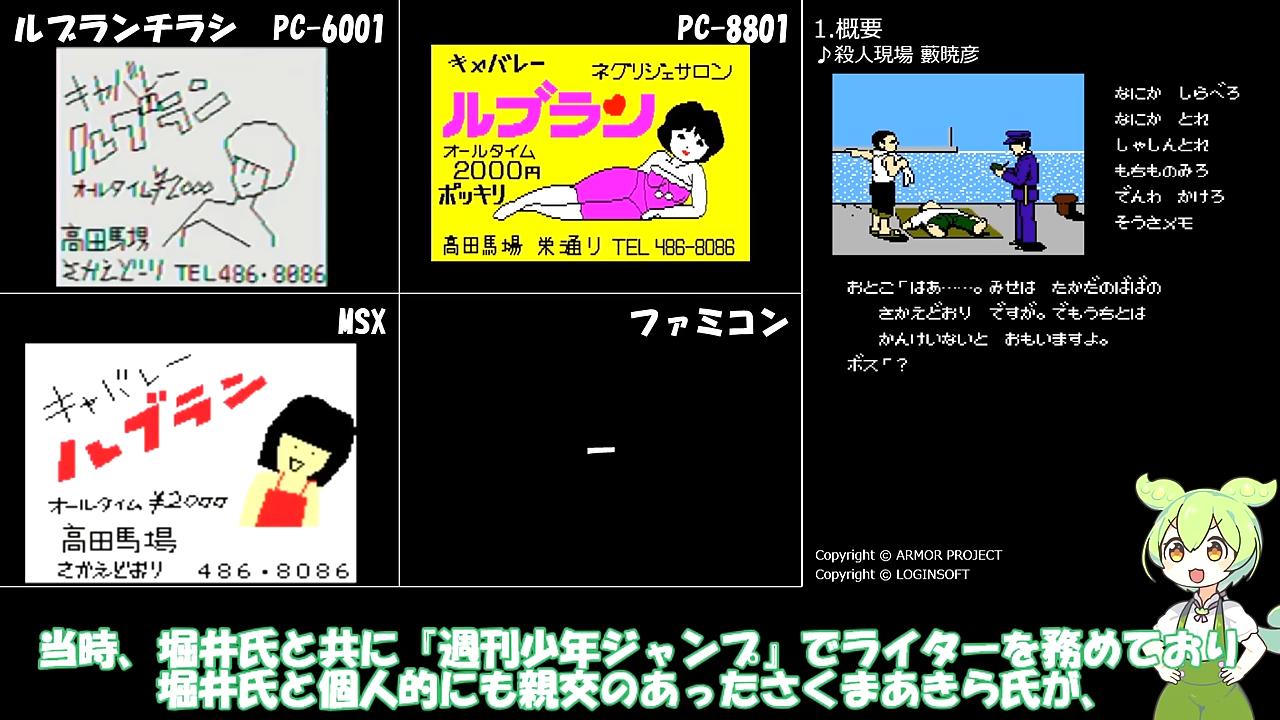 ルブランチラシ PC-6001
キャバレー
ルブラン
オールタイム¥2000
高田馬場
さかえどーり TEL486・8086
PC-8801
キャバレー ネグリジェサロン
ルブラン
オールタイム
2000円
ポッキリ
高田馬場 栄通り TEL 486-8086
MSX
キャバレー
ルブラン
オールタイム ¥2000
高田馬場
さかえどおり 486・8086
ファミコン
ー
1.概要
♪殺人現場 藪暁彦
なにか しらべろ
なにか とれ
しゃしんとれ
もちものみろ
でんわ かけろ
そうさメモ
おとこ「はあ……。みせは たかだのばばの
さかえどおり ですが。でもうちとは
かんけいないと おもいますよ。
ボス「?
Copyright © ARMOR PROJECT
Copyright © LOGINSOFT
当時、堀井氏と共に『週刊少年ジャンプ』でライターを務めており
堀井氏と個人的にも親交のあったさくまあきら氏が、